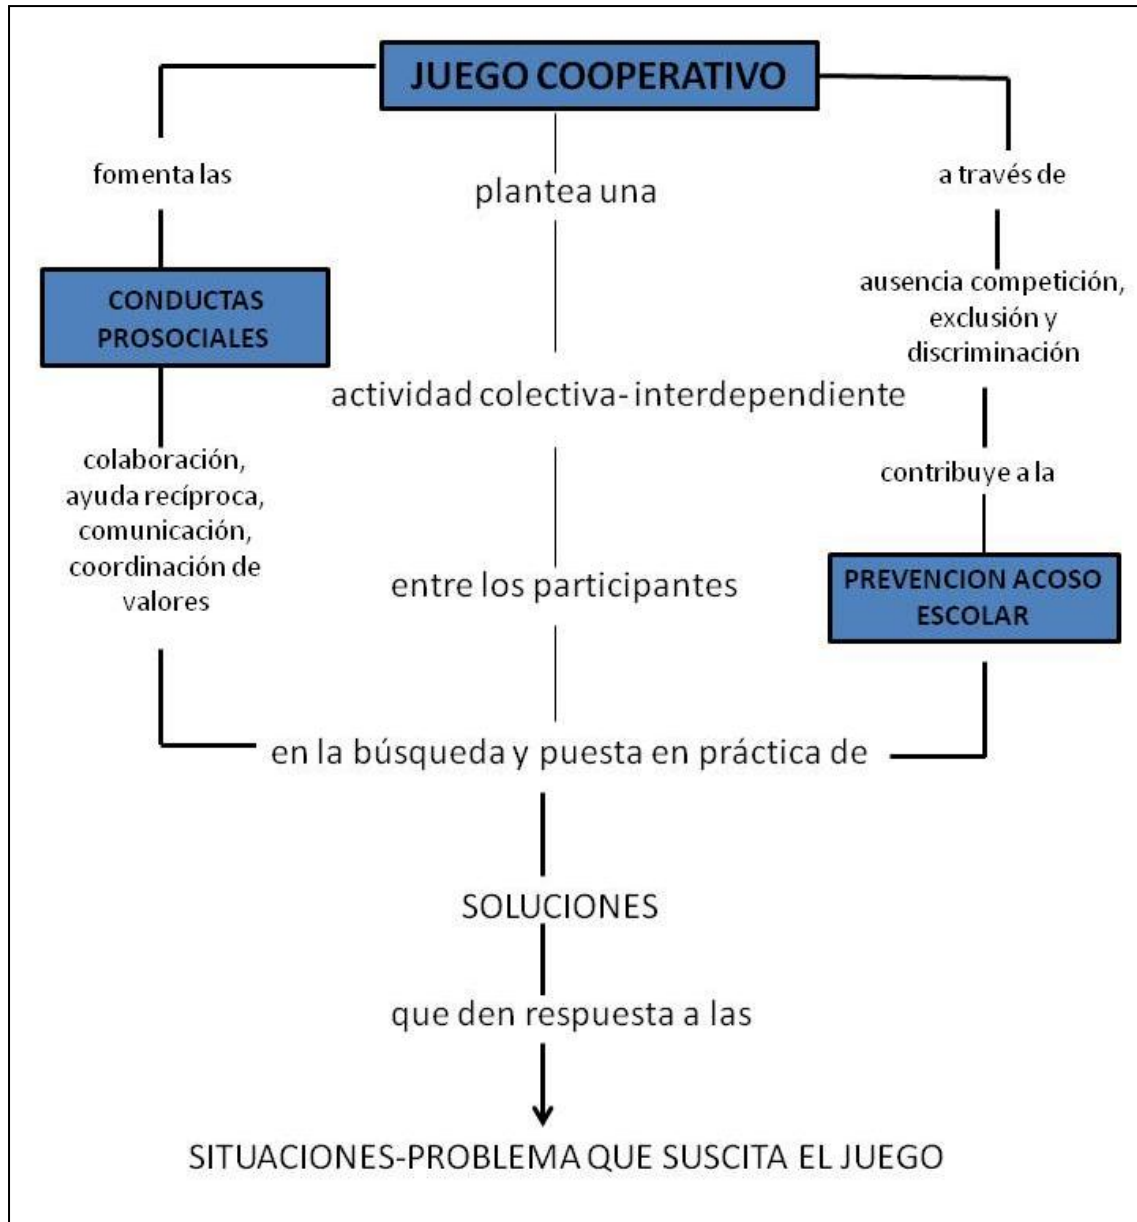 JUEGO COOPERATIVO
fomenta las
plantea una
a través de
CONDUCTAS
PROSOCIALES
ausencia competición,
exclusión y
discriminación
actividad colectiva- interdependiente
colaboración,
ayuda recíproca,
comunicación,
coordinación de
valores
contribuye a la
entre los participantes
PREVENCION ACOSO
ESCOLAR
en la búsqueda y puesta en práctica de
SOLUCIONES
que den respuesta a las
SITUACIONES-PROBLEMA QUE SUSCITA EL JUEGO